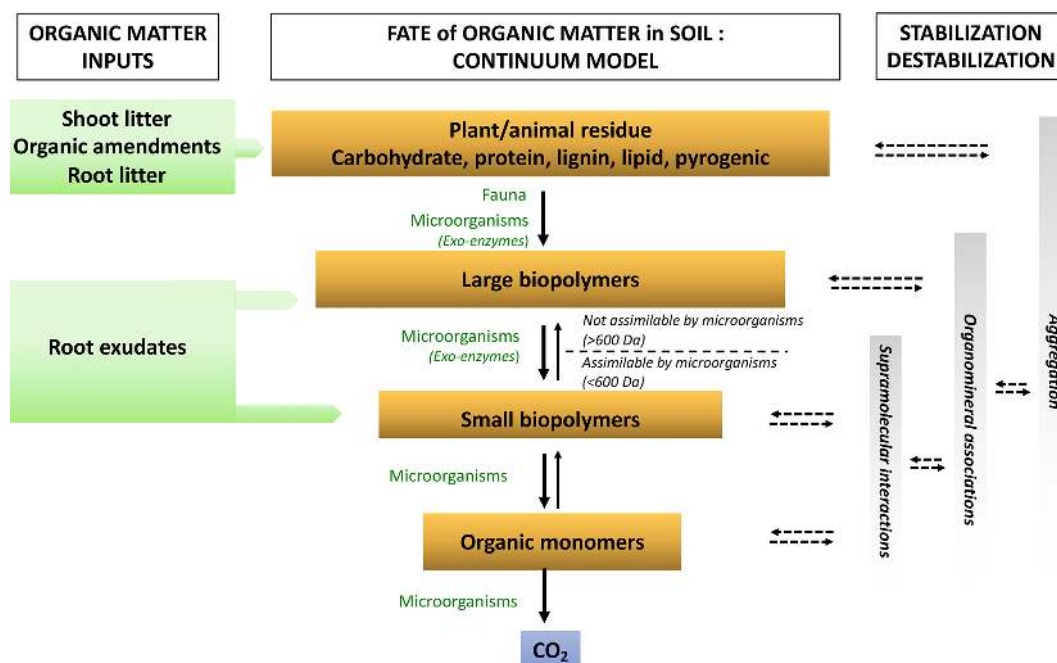 ORGANIC MATTER
INPUTS
FATE of ORGANIC MATTER in SOIL :
CONTINUUM MODEL
STABILIZATION
DESTABILIZATION
Shoot litter
Organic amendments
Root litter
Plant/animal residue
Carbohydrate, protein, lignin, lipid, pyrogenic
Fauna
Microorganisms
(Exo-enzymes)
Large biopolymers
Root exudates
Microorganisms
(Exo-enzymes)
Not assimilable by microorganisms
(>600 Da)
Assimilable by microorganisms
(<600 Da)
Small biopolymers
Microorganisms
Organic monomers
Microorganisms
CO₂
Supramolecular interactions
Organomineral associations
Aggregation